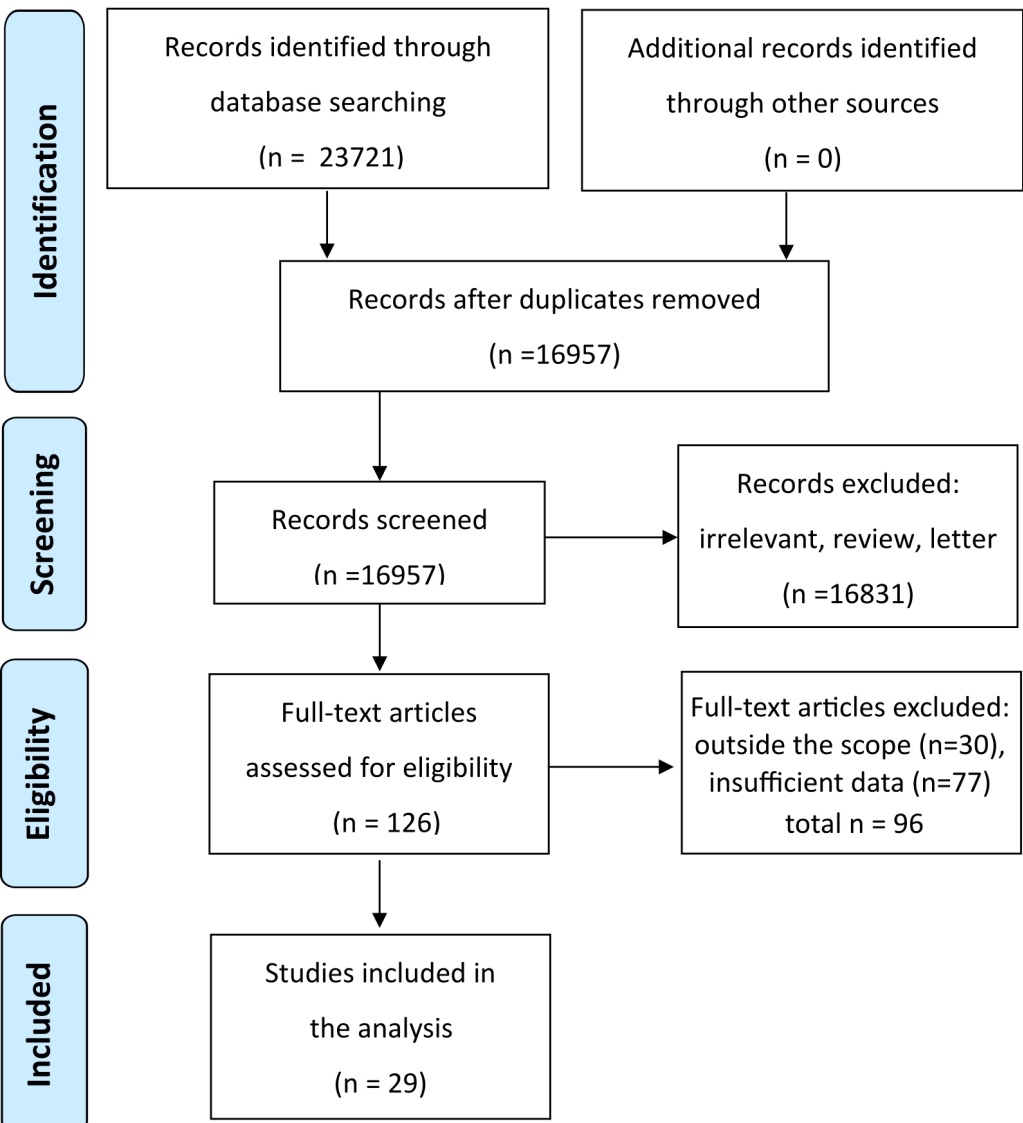 Identification
Records identified through
database searching
(n =  23721)
Additional records identified
through other sources
(n = 0)
Records after duplicates removed
(n =16957)
Screening
Records screened
(n =16957)
Records excluded:
irrelevant, review, letter
(n =16831)
Eligibility
Full-text articles
assessed for eligibility
(n = 126)
Full-text articles excluded:
outside the scope (n=30),
insufficient data (n=77)
total n = 96
Included
Studies included in
the analysis
(n = 29)